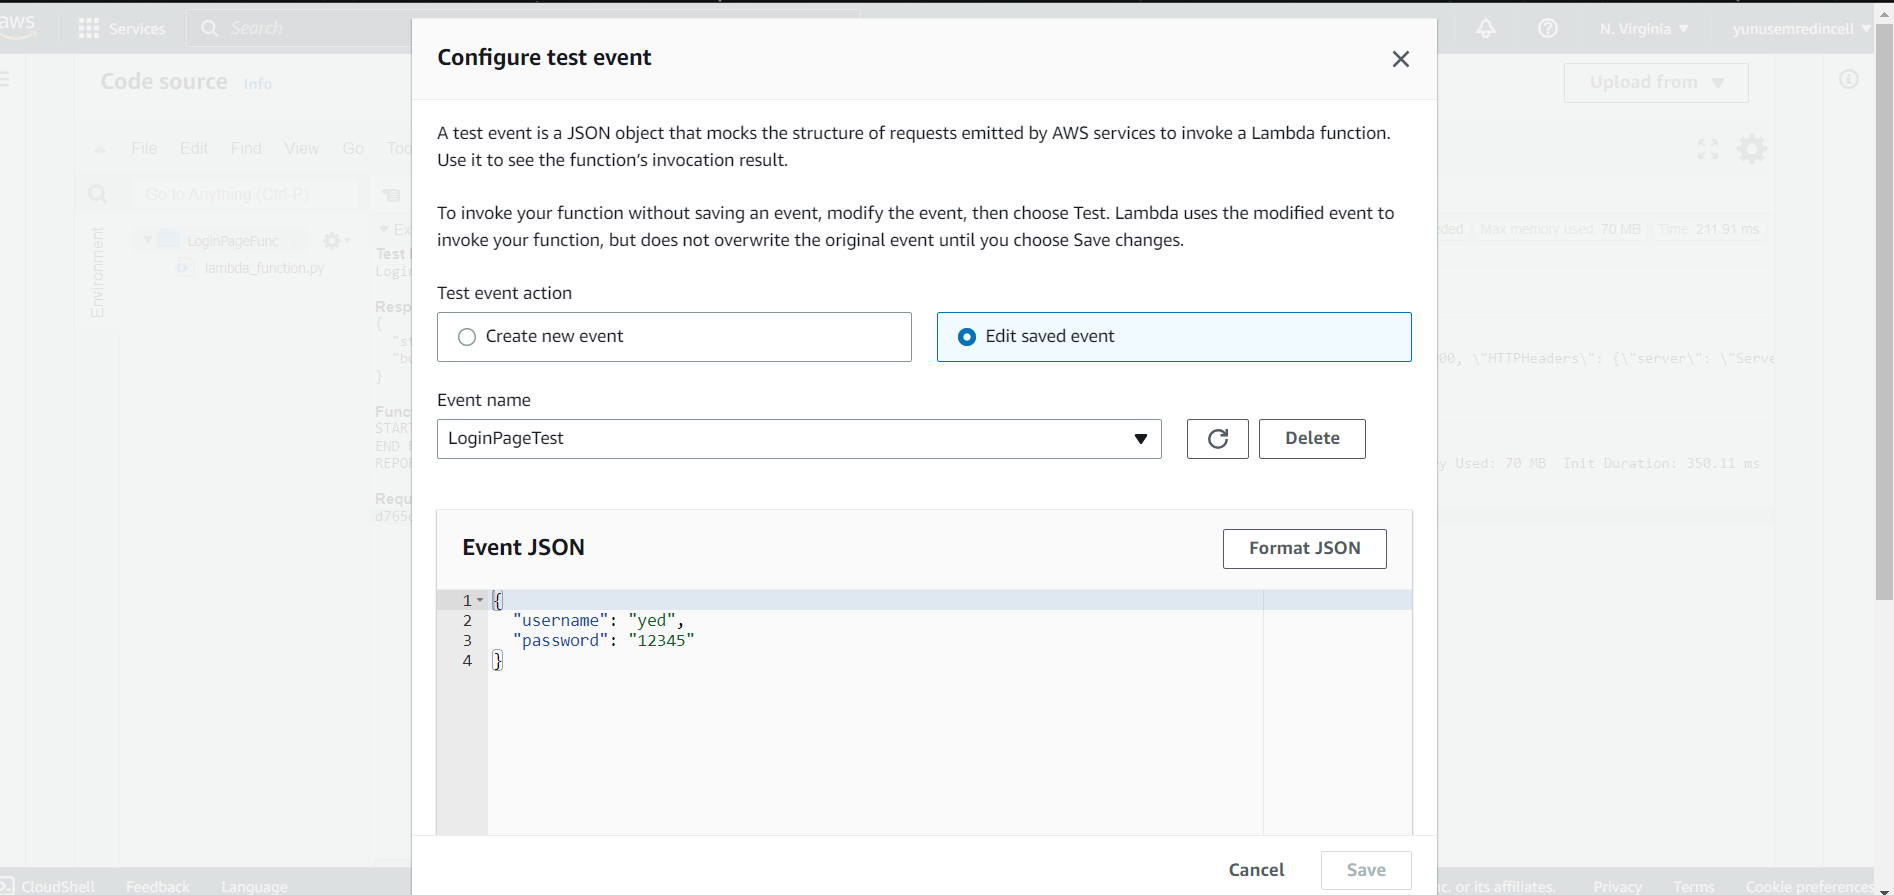 aws
Services
Search
N. Virginia
yunusemredincell
Code source Info
Upload from
File Edit Find View Go Too
Go to Anything (Ctrl-P)
Environment
LoginPageFunc
lambda_function.py
Configure test event
A test event is a JSON object that mocks the structure of requests emitted by AWS services to invoke a Lambda function.
Use it to see the function's invocation result.
To invoke your function without saving an event, modify the event, then choose Test. Lambda uses the modified event to
invoke your function, but does not overwrite the original event until you choose Save changes.
Test event action
Create new event
Edit saved event
Event name
LoginPageTest
Delete
Event JSON
Format JSON
1 {
2 "username": "yed",
3 "password": "12345"
4 }
Cancel
Save
Ex
Test
Login
Resp
{
"st
"bo
}
Func
START
END
REPOR
Requ
d765
Max memory used: 70 MB Time: 211.91 ms
00, \"HTTPHeaders\": {\"server\": \"Serve
y Used: 70 MB Init Duration: 350.11 ms
CloudShell Feedback Language
nc. or its affiliates. Privacy Terms Cookie preferences